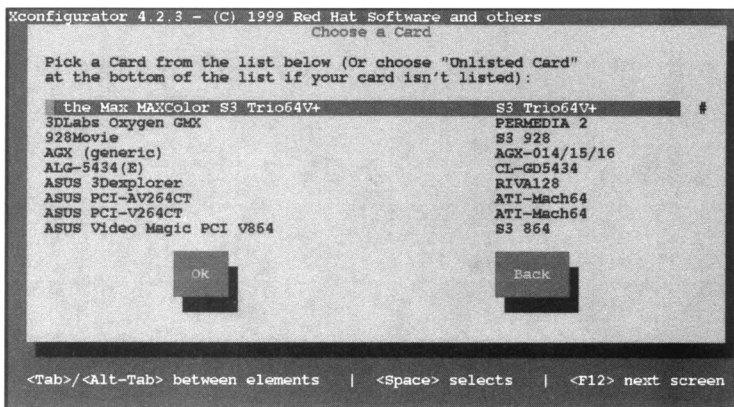 Xconfigurator 4.2.3 - (C) 1999 Red Hat Software and others
Choose a Card
Pick a Card from the list below (Or choose "Unlisted Card"
at the bottom of the list if your card isn't listed):
the Max MAXColor S3 Trio64V+ S3 Trio64V+ #
3DLabs Oxygen GMX PERMEDIA 2
928Movie S3 928
AGX (generic) AGX-014/15/16
ALG-5434(E) CL-GD5434
ASUS 3Dexplorer RIVA128
ASUS PCI-AV264CT ATI-Mach64
ASUS PCI-V264CT ATI-Mach64
ASUS Video Magic PCI V864 S3 864
Ok Back
<Tab>/<Alt-Tab> between elements | <Space> selects | <F12> next screen